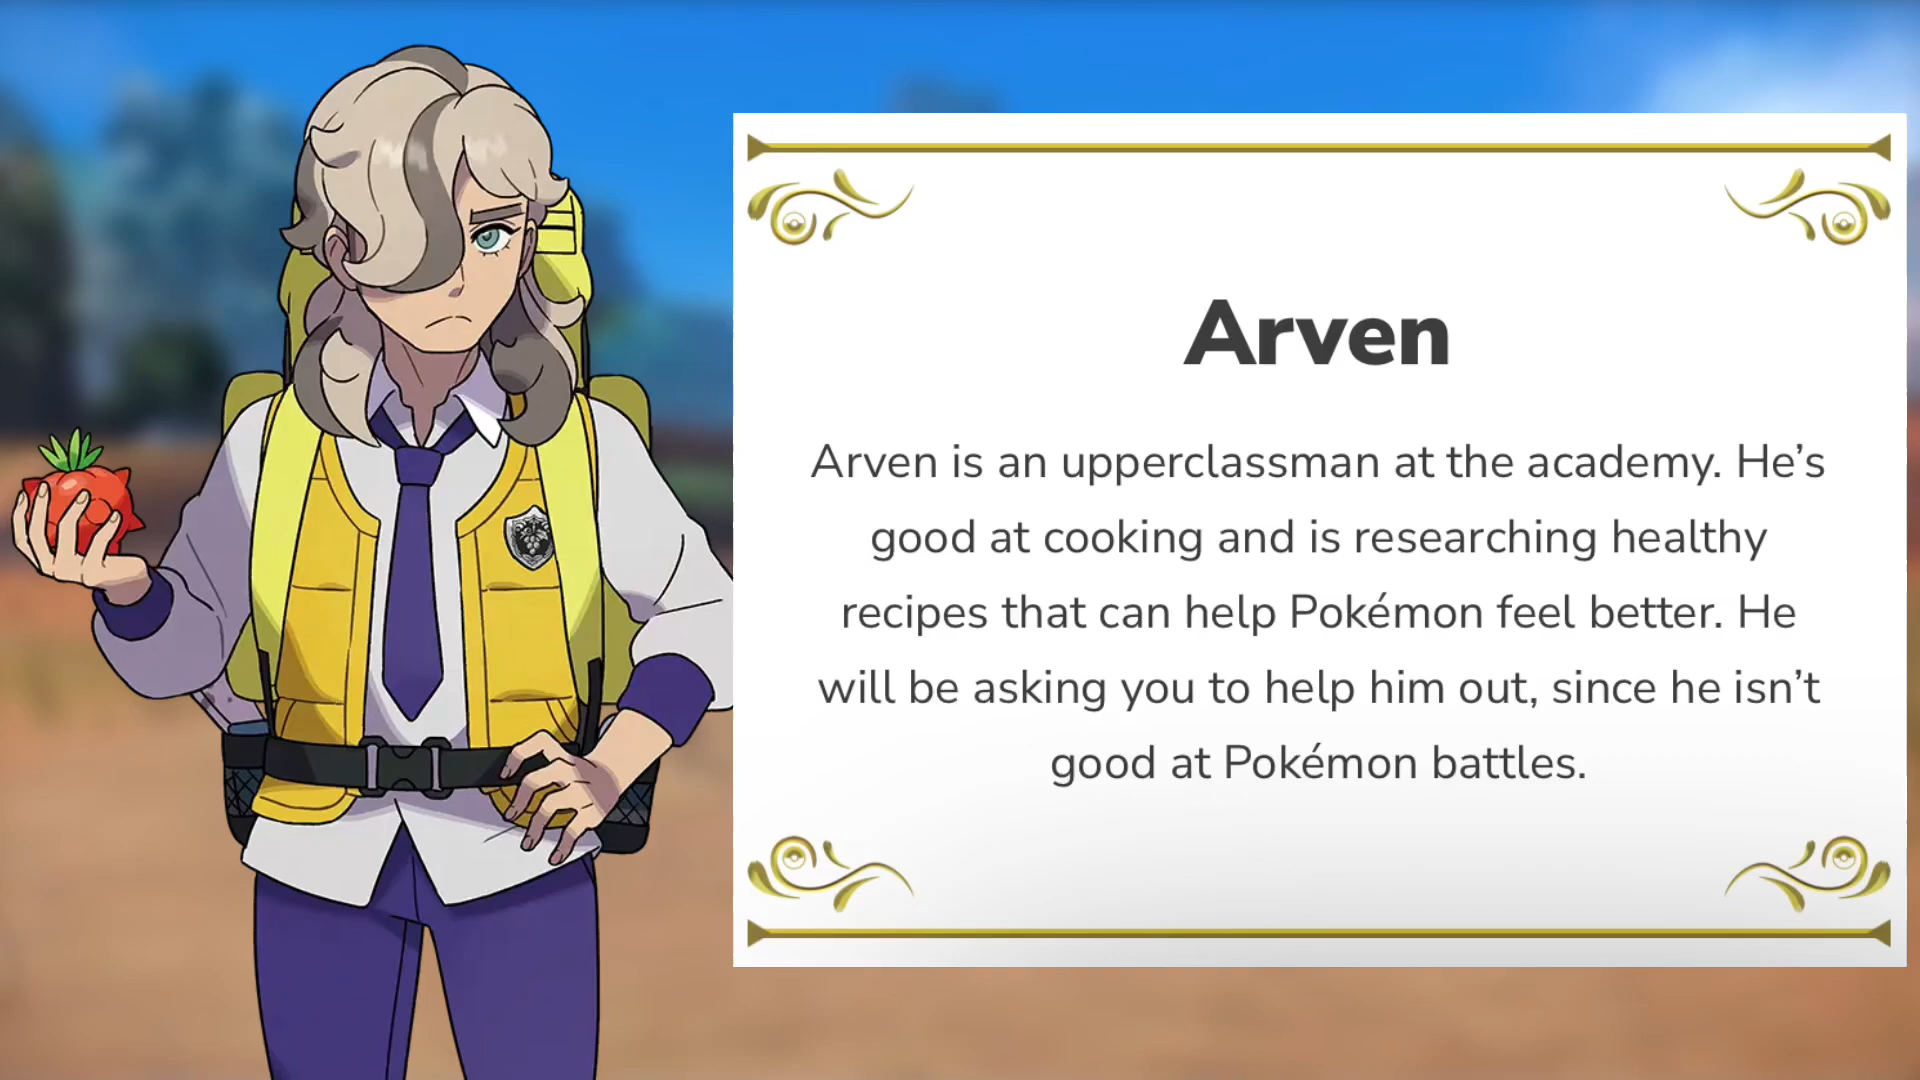 Arven
Arven is an upperclassman at the academy. He’s
good at cooking and is researching healthy
recipes that can help Pokémon feel better. He
will be asking you to help him out, since he isn’t
good at Pokémon battles.